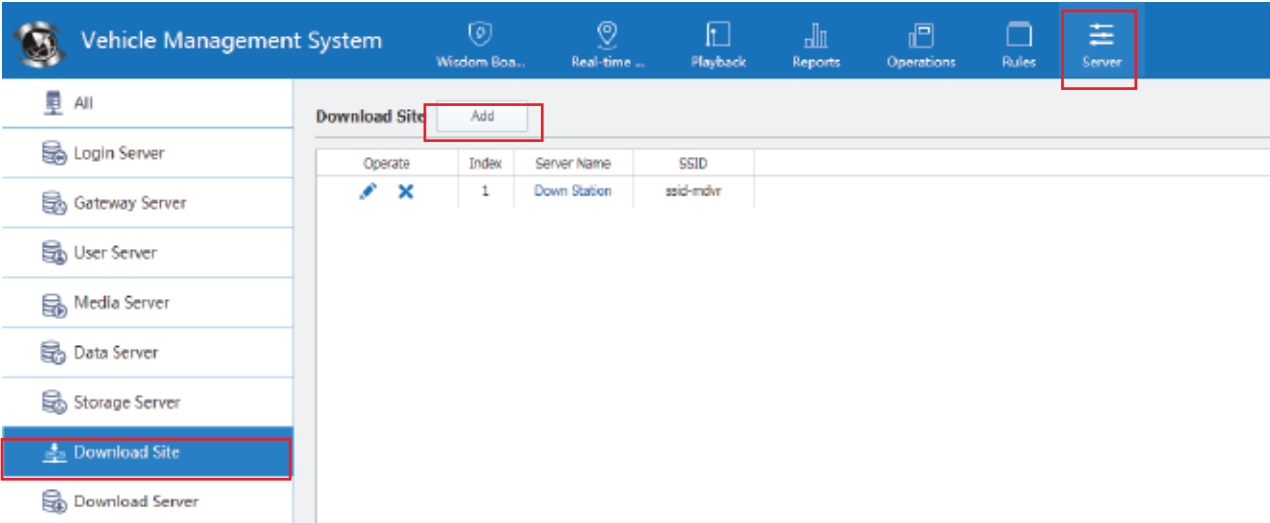 Vehicle Management System
Wisdom Boa...
Real-time ...
Playback
Reports
Operations
Rules
Server
All
Login Server
Gateway Server
User Server
Media Server
Data Server
Storage Server
Download Site
Download Server
Download Site
Add
Operate Index Server Name SSID
1 Down Station ssid-mdvr